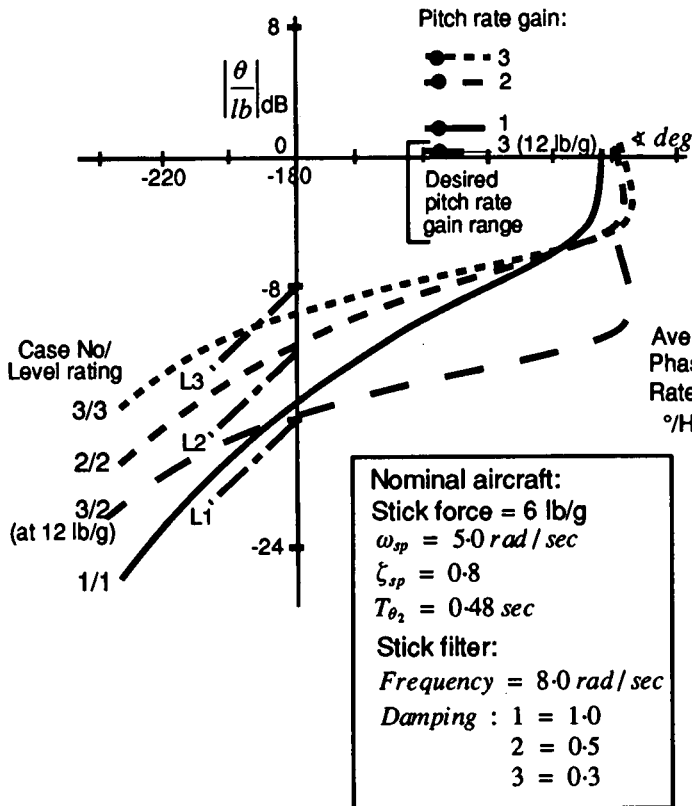 8
Pitch rate gain:
3
2
1
3 (12 lb/g)
|θ/lb| dB
0
∢ deg
-220
-180
Desired
pitch rate
gain range
-8
Case No/
Level rating
L3
3/3
L2
2/2
3/2
(at 12 lb/g)
L1
1/1
-24
Ave
Phas
Rate
°/H
Nominal aircraft:
Stick force = 6 lb/g
ω_sp = 5·0 rad/sec
ζ_sp = 0·8
T_θ₂ = 0·48 sec
Stick filter:
Frequency = 8·0 rad/sec
Damping : 1 = 1·0
2 = 0·5
3 = 0·3